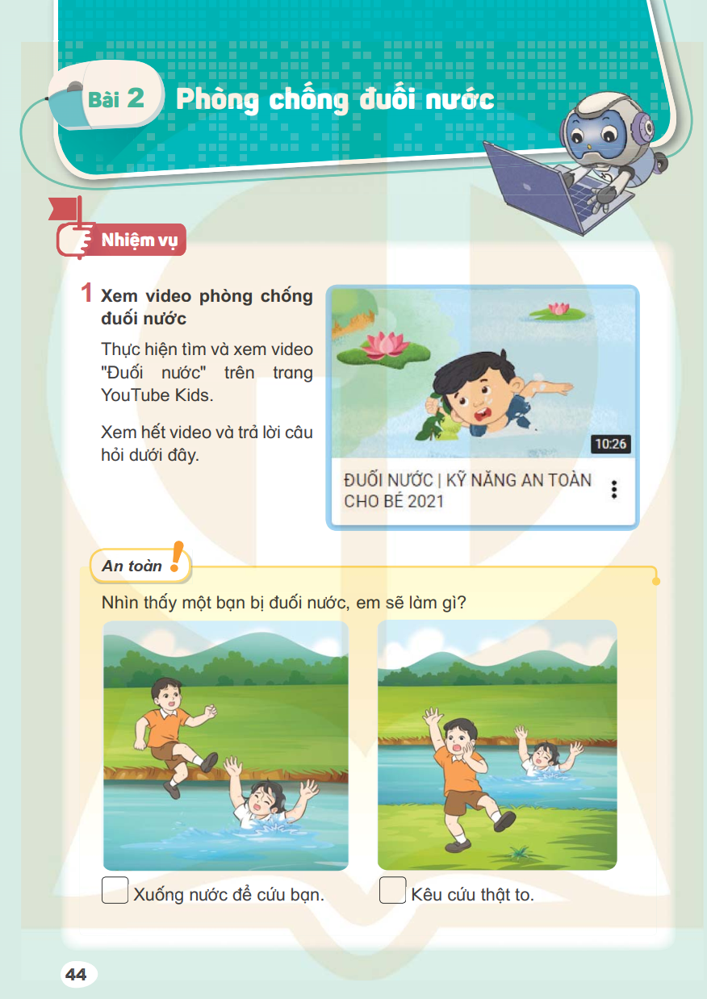 Bài 2
Phòng chống đuối nước
Nhiệm vụ
1 Xem video phòng chống
đuối nước
Thực hiện tìm và xem video
"Đuối nước" trên trang
YouTube Kids.
Xem hết video và trả lời câu
hỏi dưới đây.
10:26
ĐUỐI NƯỚC | KỸ NĂNG AN TOÀN
CHO BÉ 2021
An toàn
Nhìn thấy một bạn bị đuối nước, em sẽ làm gì?
Xuống nước để cứu bạn.
Kêu cứu thật to.
44